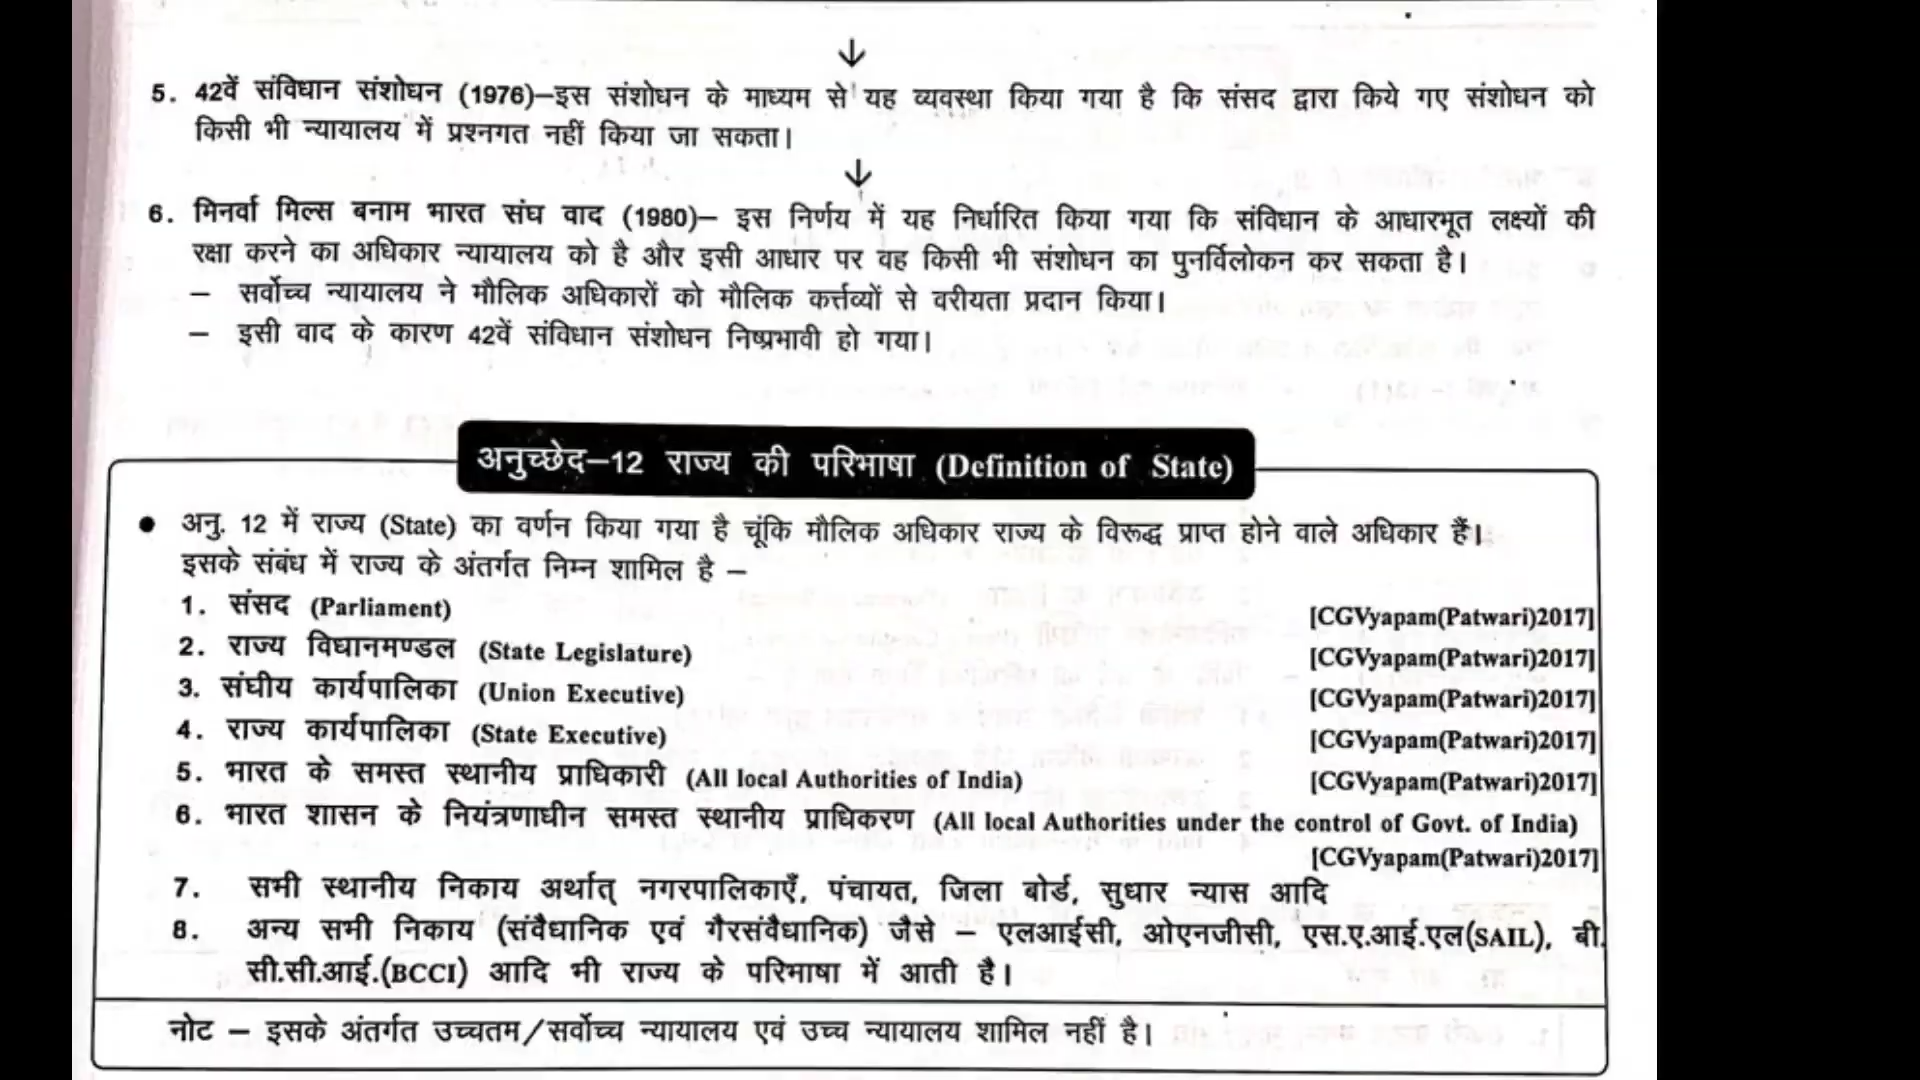 ↓
5. 42वें संविधान संशोधन (1976)–इस संशोधन के माध्यम से यह व्यवस्था किया गया है कि संसद द्वारा किये गए संशोधन को
किसी भी न्यायालय में प्रश्नगत नहीं किया जा सकता।
↓
6. मिनर्वा मिल्स बनाम भारत संघ वाद (1980)– इस निर्णय में यह निर्धारित किया गया कि संविधान के आधारभूत लक्ष्यों की
रक्षा करने का अधिकार न्यायालय को है और इसी आधार पर वह किसी भी संशोधन का पुनर्विलोकन कर सकता है।
– सर्वोच्च न्यायालय ने मौलिक अधिकारों को मौलिक कर्त्तव्यों से वरीयता प्रदान किया।
– इसी वाद के कारण 42वें संविधान संशोधन निष्प्रभावी हो गया।
अनुच्छेद–12 राज्य की परिभाषा (Definition of State)
● अनु. 12 में राज्य (State) का वर्णन किया गया है चूंकि मौलिक अधिकार राज्य के विरूद्ध प्राप्त होने वाले अधिकार हैं।
इसके संबंध में राज्य के अंतर्गत निम्न शामिल है –
1. संसद (Parliament) [CGVyapam(Patwari)2017]
2. राज्य विधानमण्डल (State Legislature) [CGVyapam(Patwari)2017]
3. संघीय कार्यपालिका (Union Executive) [CGVyapam(Patwari)2017]
4. राज्य कार्यपालिका (State Executive) [CGVyapam(Patwari)2017]
5. भारत के समस्त स्थानीय प्राधिकारी (All local Authorities of India) [CGVyapam(Patwari)2017]
6. भारत शासन के नियंत्रणाधीन समस्त स्थानीय प्राधिकरण (All local Authorities under the control of Govt. of India)
[CGVyapam(Patwari)2017]
7. सभी स्थानीय निकाय अर्थात् नगरपालिकाएँ, पंचायत, जिला बोर्ड, सुधार न्यास आदि
8. अन्य सभी निकाय (संवैधानिक एवं गैरसंवैधानिक) जैसे – एलआईसी, ओएनजीसी, एस.ए.आई.एल(SAIL), बी.
सी.सी.आई.(BCCI) आदि भी राज्य के परिभाषा में आती है।
नोट – इसके अंतर्गत उच्चतम/सर्वोच्च न्यायालय एवं उच्च न्यायालय शामिल नहीं है।